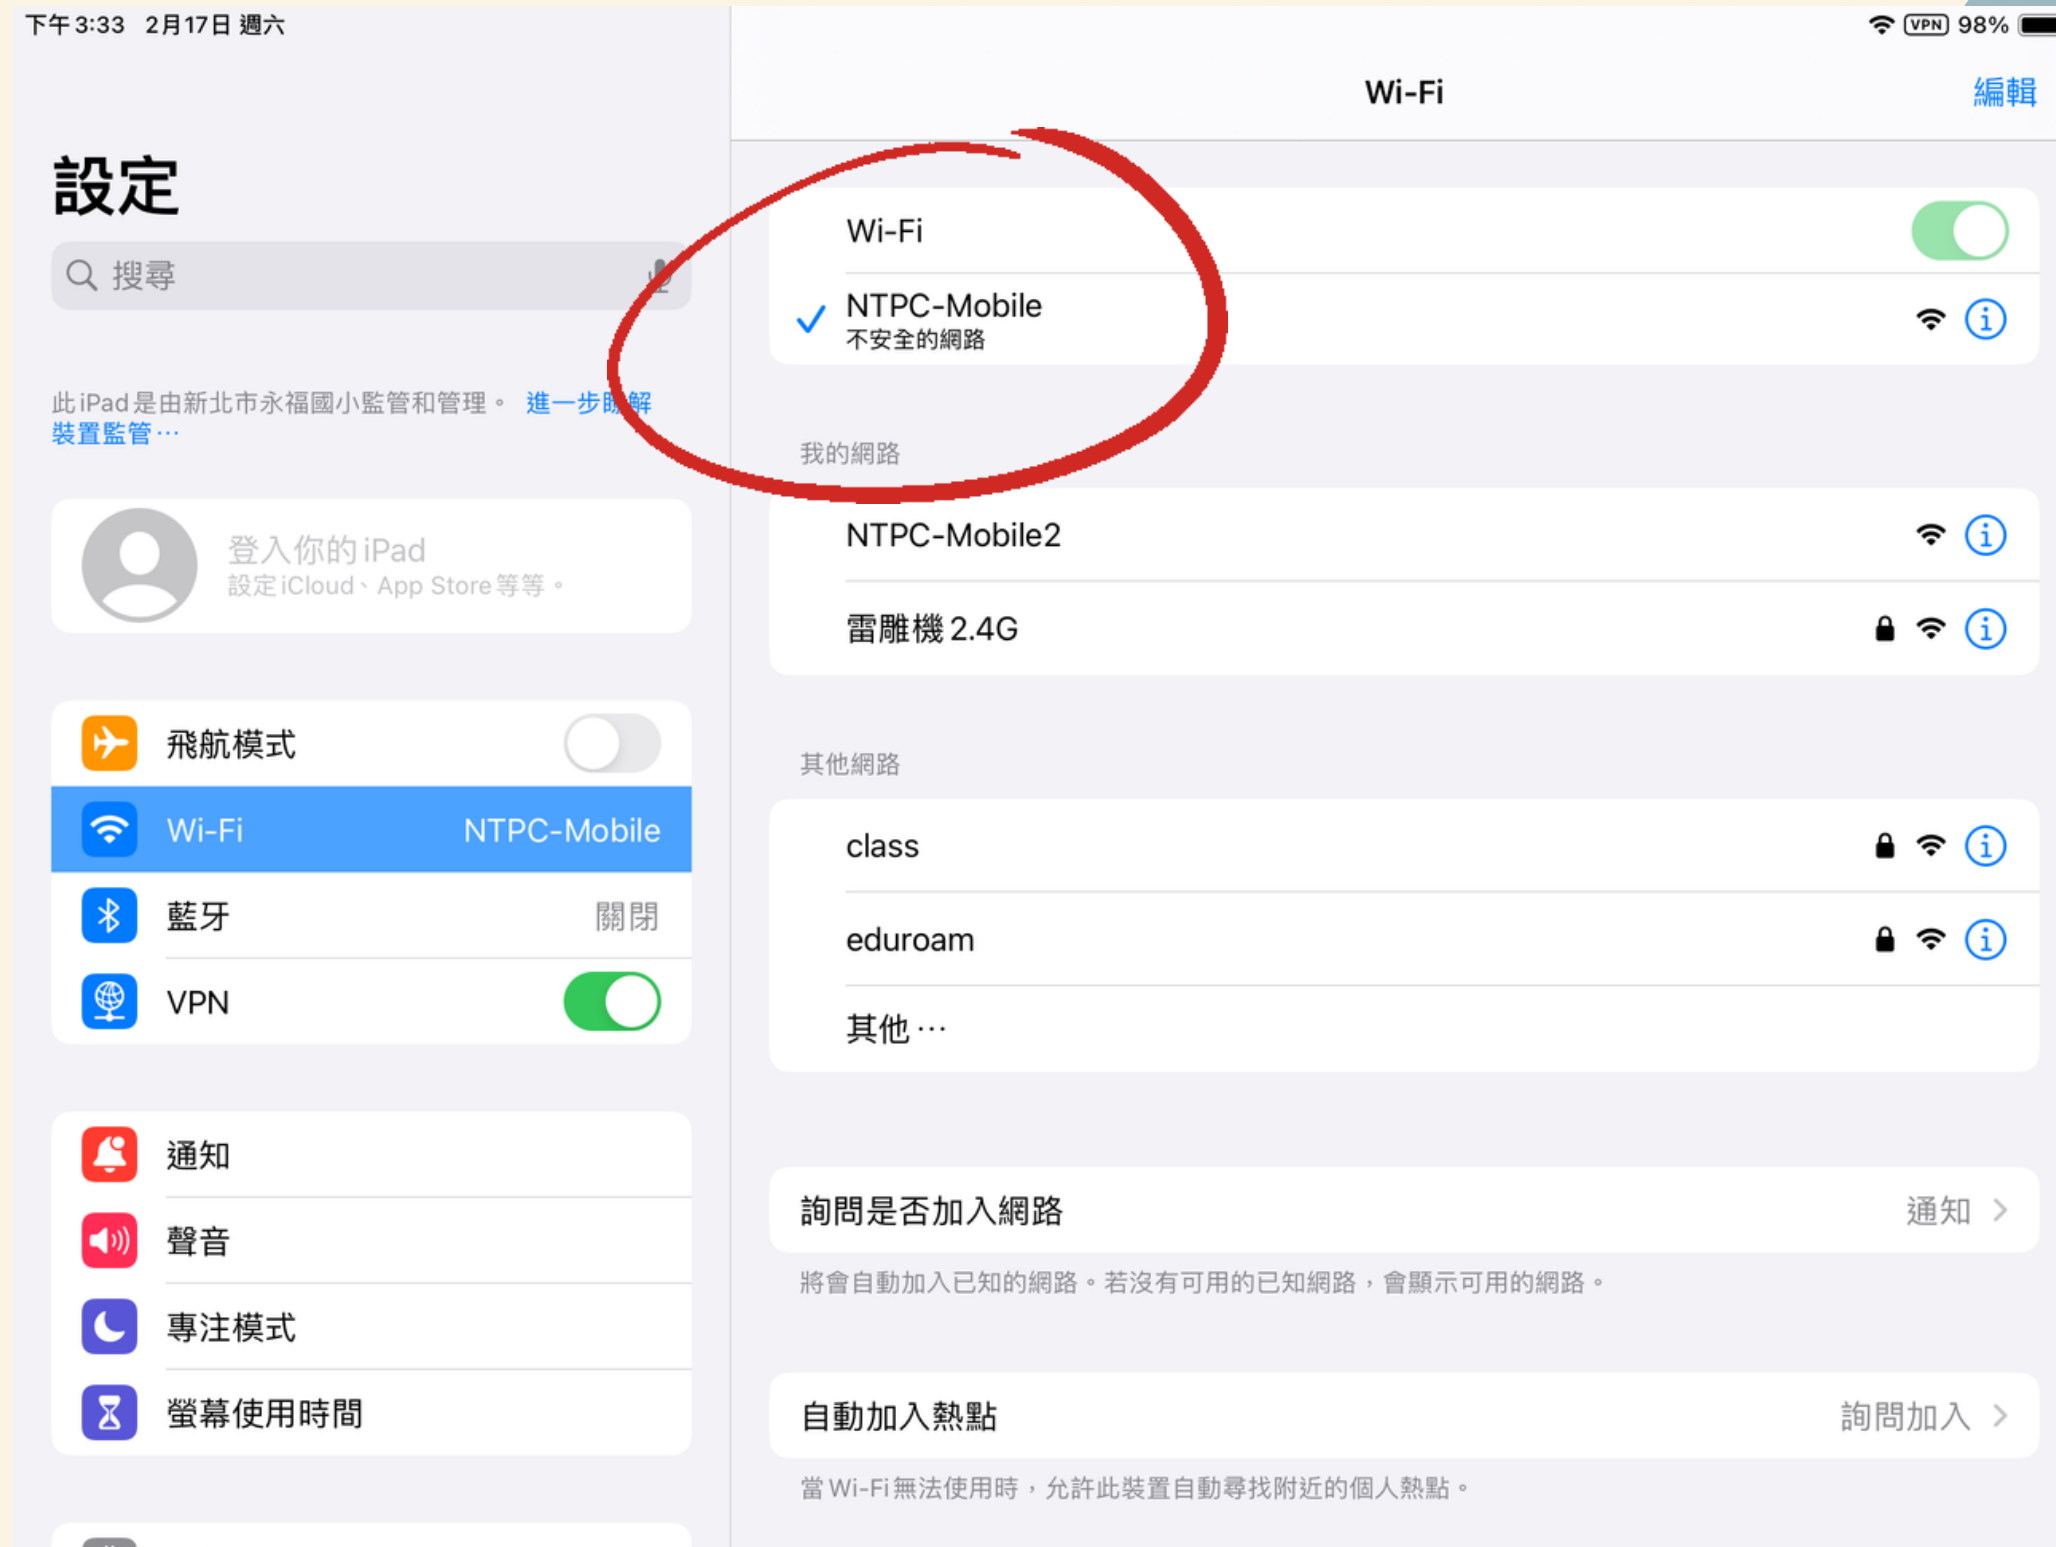 下午3:33 2月17日 週六
VPN 98%
設定
搜尋
此iPad是由新北市永福國小監管和管理。 進一步瞭解
裝置監管⋯
登入你的iPad
設定iCloud、App Store等等。
飛航模式
Wi-Fi NTPC-Mobile
藍牙 關閉
VPN
通知
聲音
專注模式
螢幕使用時間
Wi-Fi
編輯
Wi-Fi
NTPC-Mobile
不安全的網路
我的網路
NTPC-Mobile2
雷雕機2.4G
其他網路
class
eduroam
其他⋯
詢問是否加入網路 通知
將會自動加入已知的網路。若沒有可用的已知網路，會顯示可用的網路。
自動加入熱點 詢問加入
當Wi-Fi無法使用時，允許此裝置自動尋找附近的個人熱點。